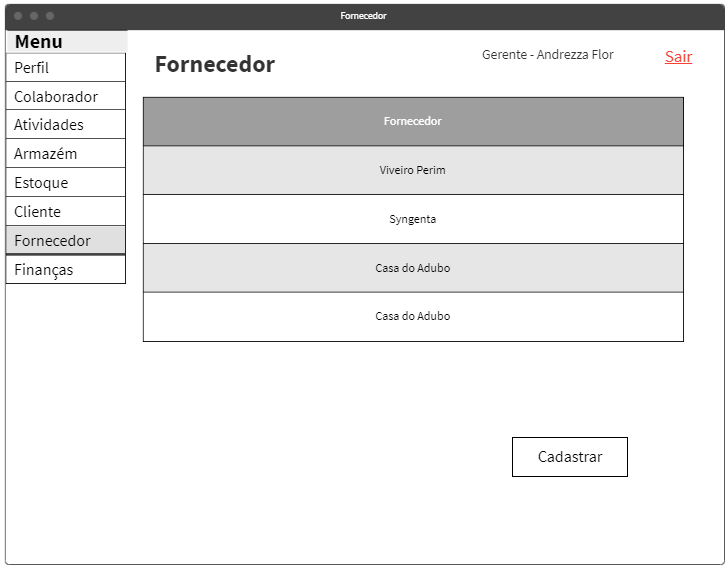 Fornecedor
Menu
Perfil
Colaborador
Atividades
Armazém
Estoque
Cliente
Fornecedor
Finanças
Fornecedor
Gerente - Andrezza Flor
Sair
Fornecedor
Viveiro Perim
Syngenta
Casa do Adubo
Casa do Adubo
Cadastrar